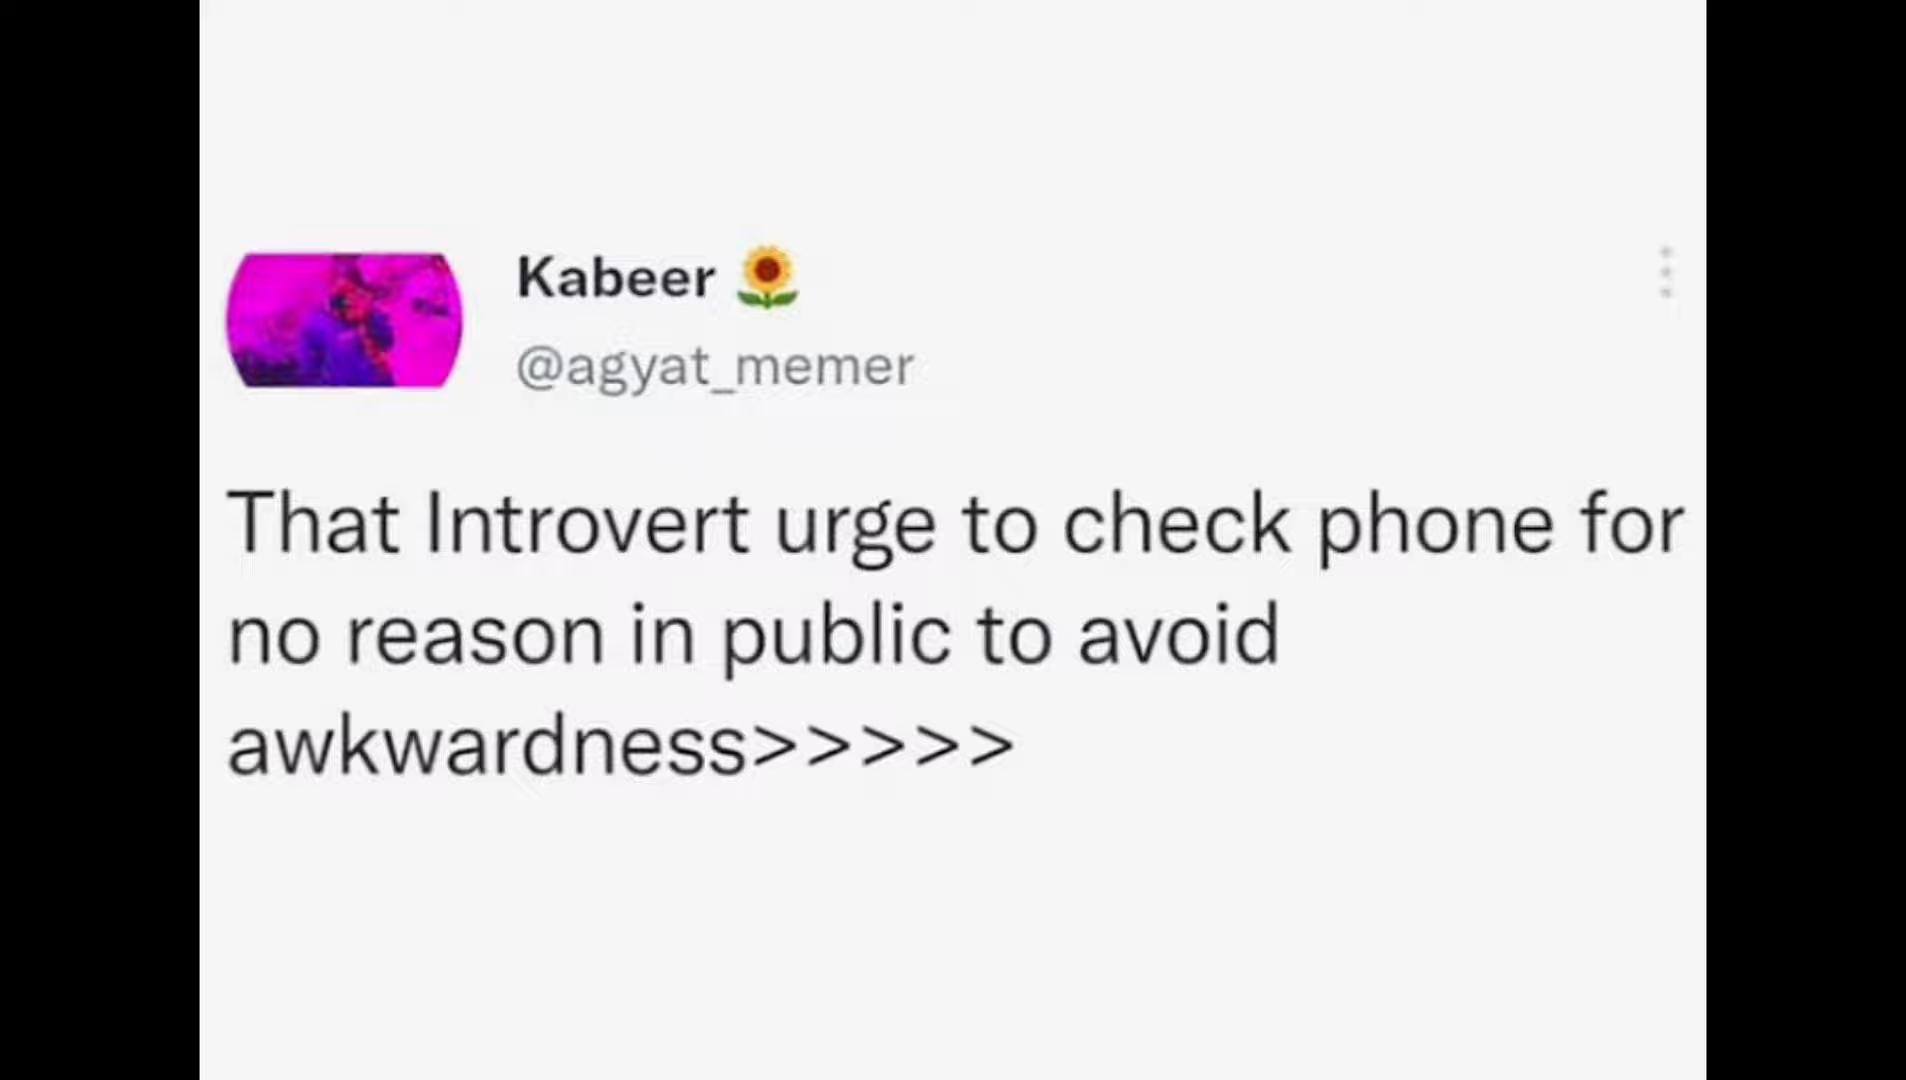 Kabeer 🌻
@agyat_memer
That Introvert urge to check phone for
no reason in public to avoid
awkwardness>>>>>